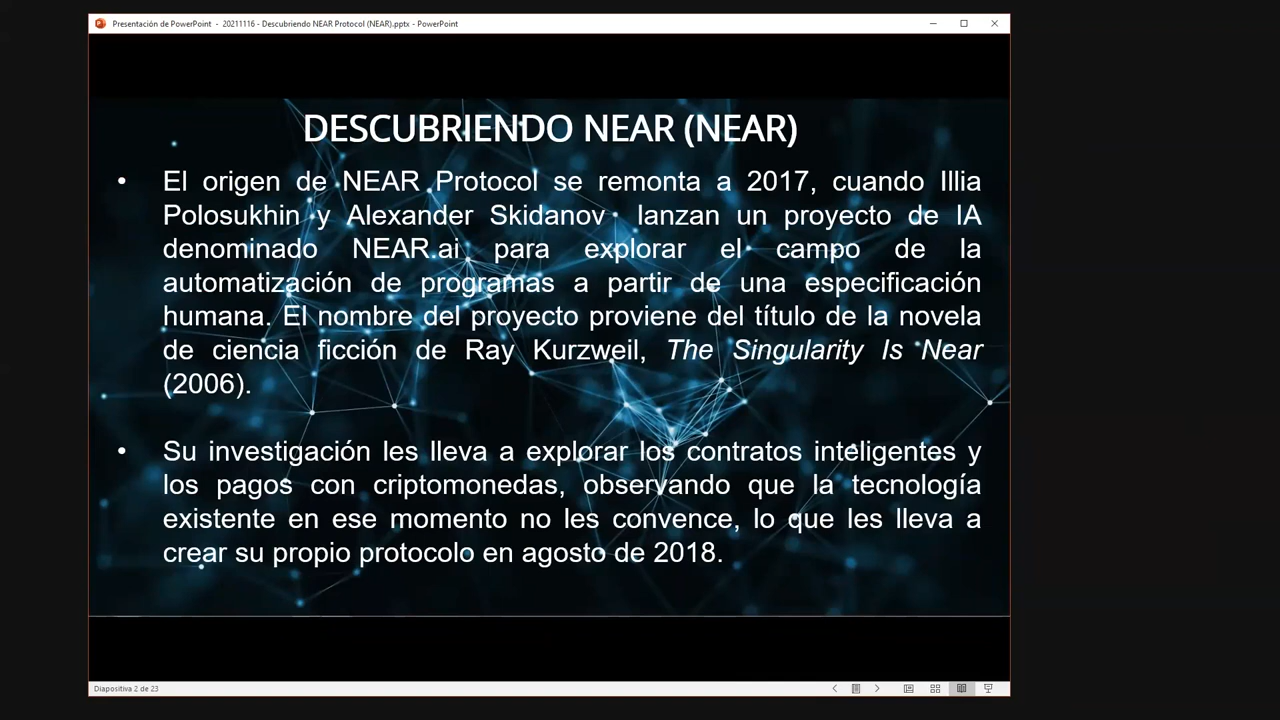 Presentación de PowerPoint - 20211116 - Descubriendo NEAR Protocol (NEAR).pptx - PowerPoint
DESCUBRIENDO NEAR (NEAR)
• El origen de NEAR Protocol se remonta a 2017, cuando Illia
Polosukhin y Alexander Skidanov lanzan un proyecto de IA
denominado NEAR.ai para explorar el campo de la
automatización de programas a partir de una especificación
humana. El nombre del proyecto proviene del título de la novela
de ciencia ficción de Ray Kurzweil, The Singularity Is Near
(2006).
• Su investigación les lleva a explorar los contratos inteligentes y
los pagos con criptomonedas, observando que la tecnología
existente en ese momento no les convence, lo que les lleva a
crear su propio protocolo en agosto de 2018.
Diapositiva 2 de 23